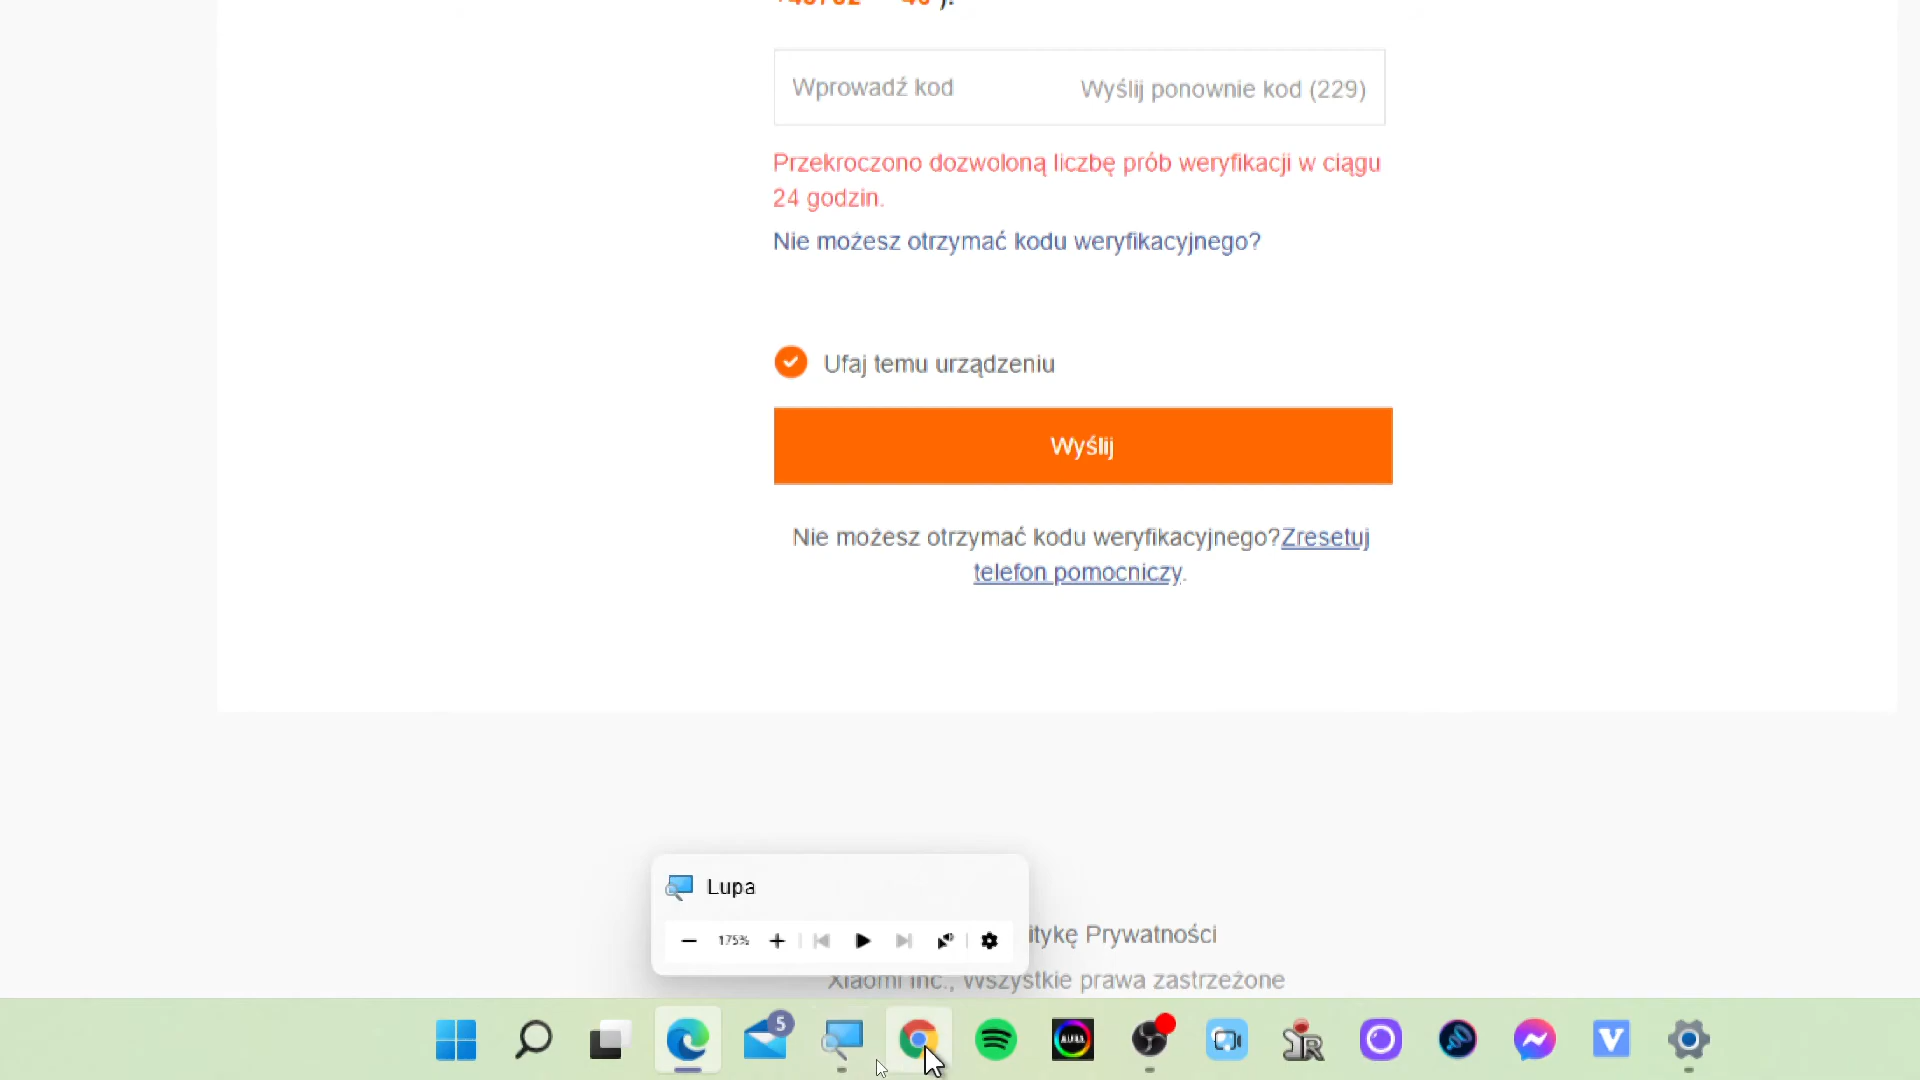 Wprowadź kod
Wyślij ponownie kod (229)
Przekroczono dozwoloną liczbę prób weryfikacji w ciągu
24 godzin.
Nie możesz otrzymać kodu weryfikacyjnego?
Ufaj temu urządzeniu
Wyślij
Nie możesz otrzymać kodu weryfikacyjnego?Zresetuj
telefon pomocniczy.
Lupa
175%
Prywatności
Xiaomi Inc., Wszystkie prawa zastrzeżone
5
AURA
V